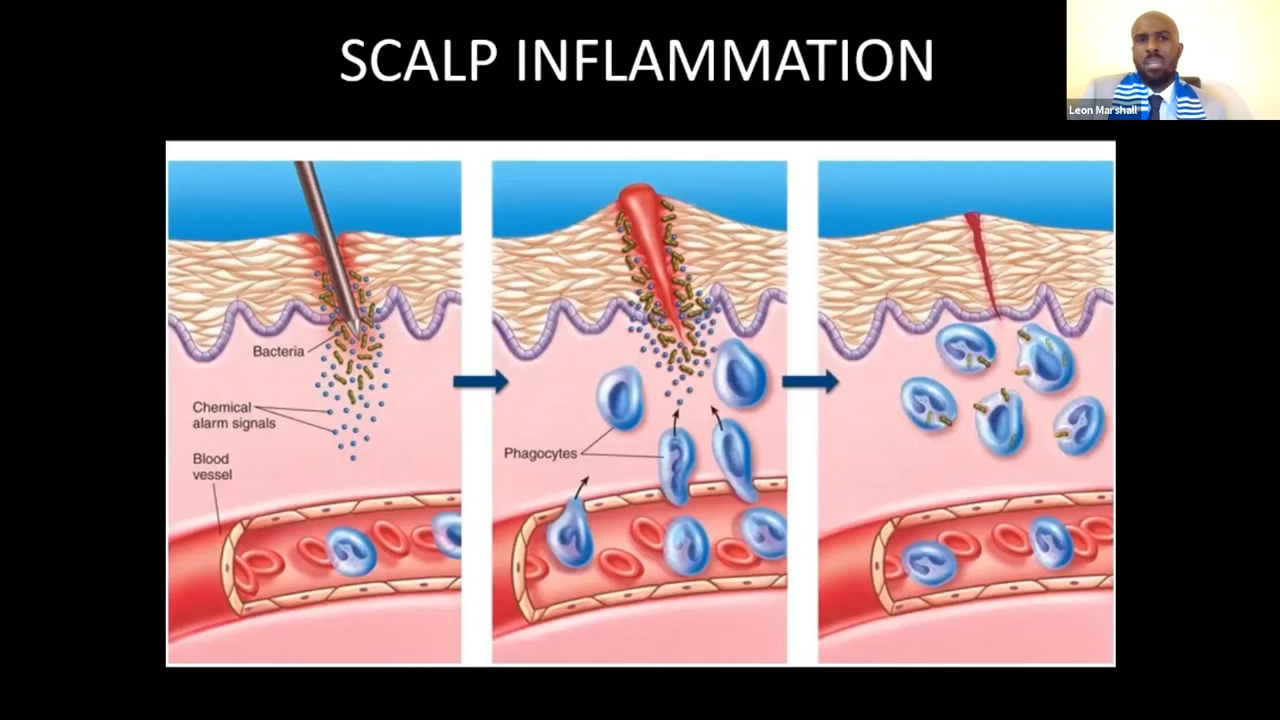 SCALP INFLAMMATION
Leon Marshall
Bacteria
Chemical
alarm signals
Blood
vessel
Phagocytes